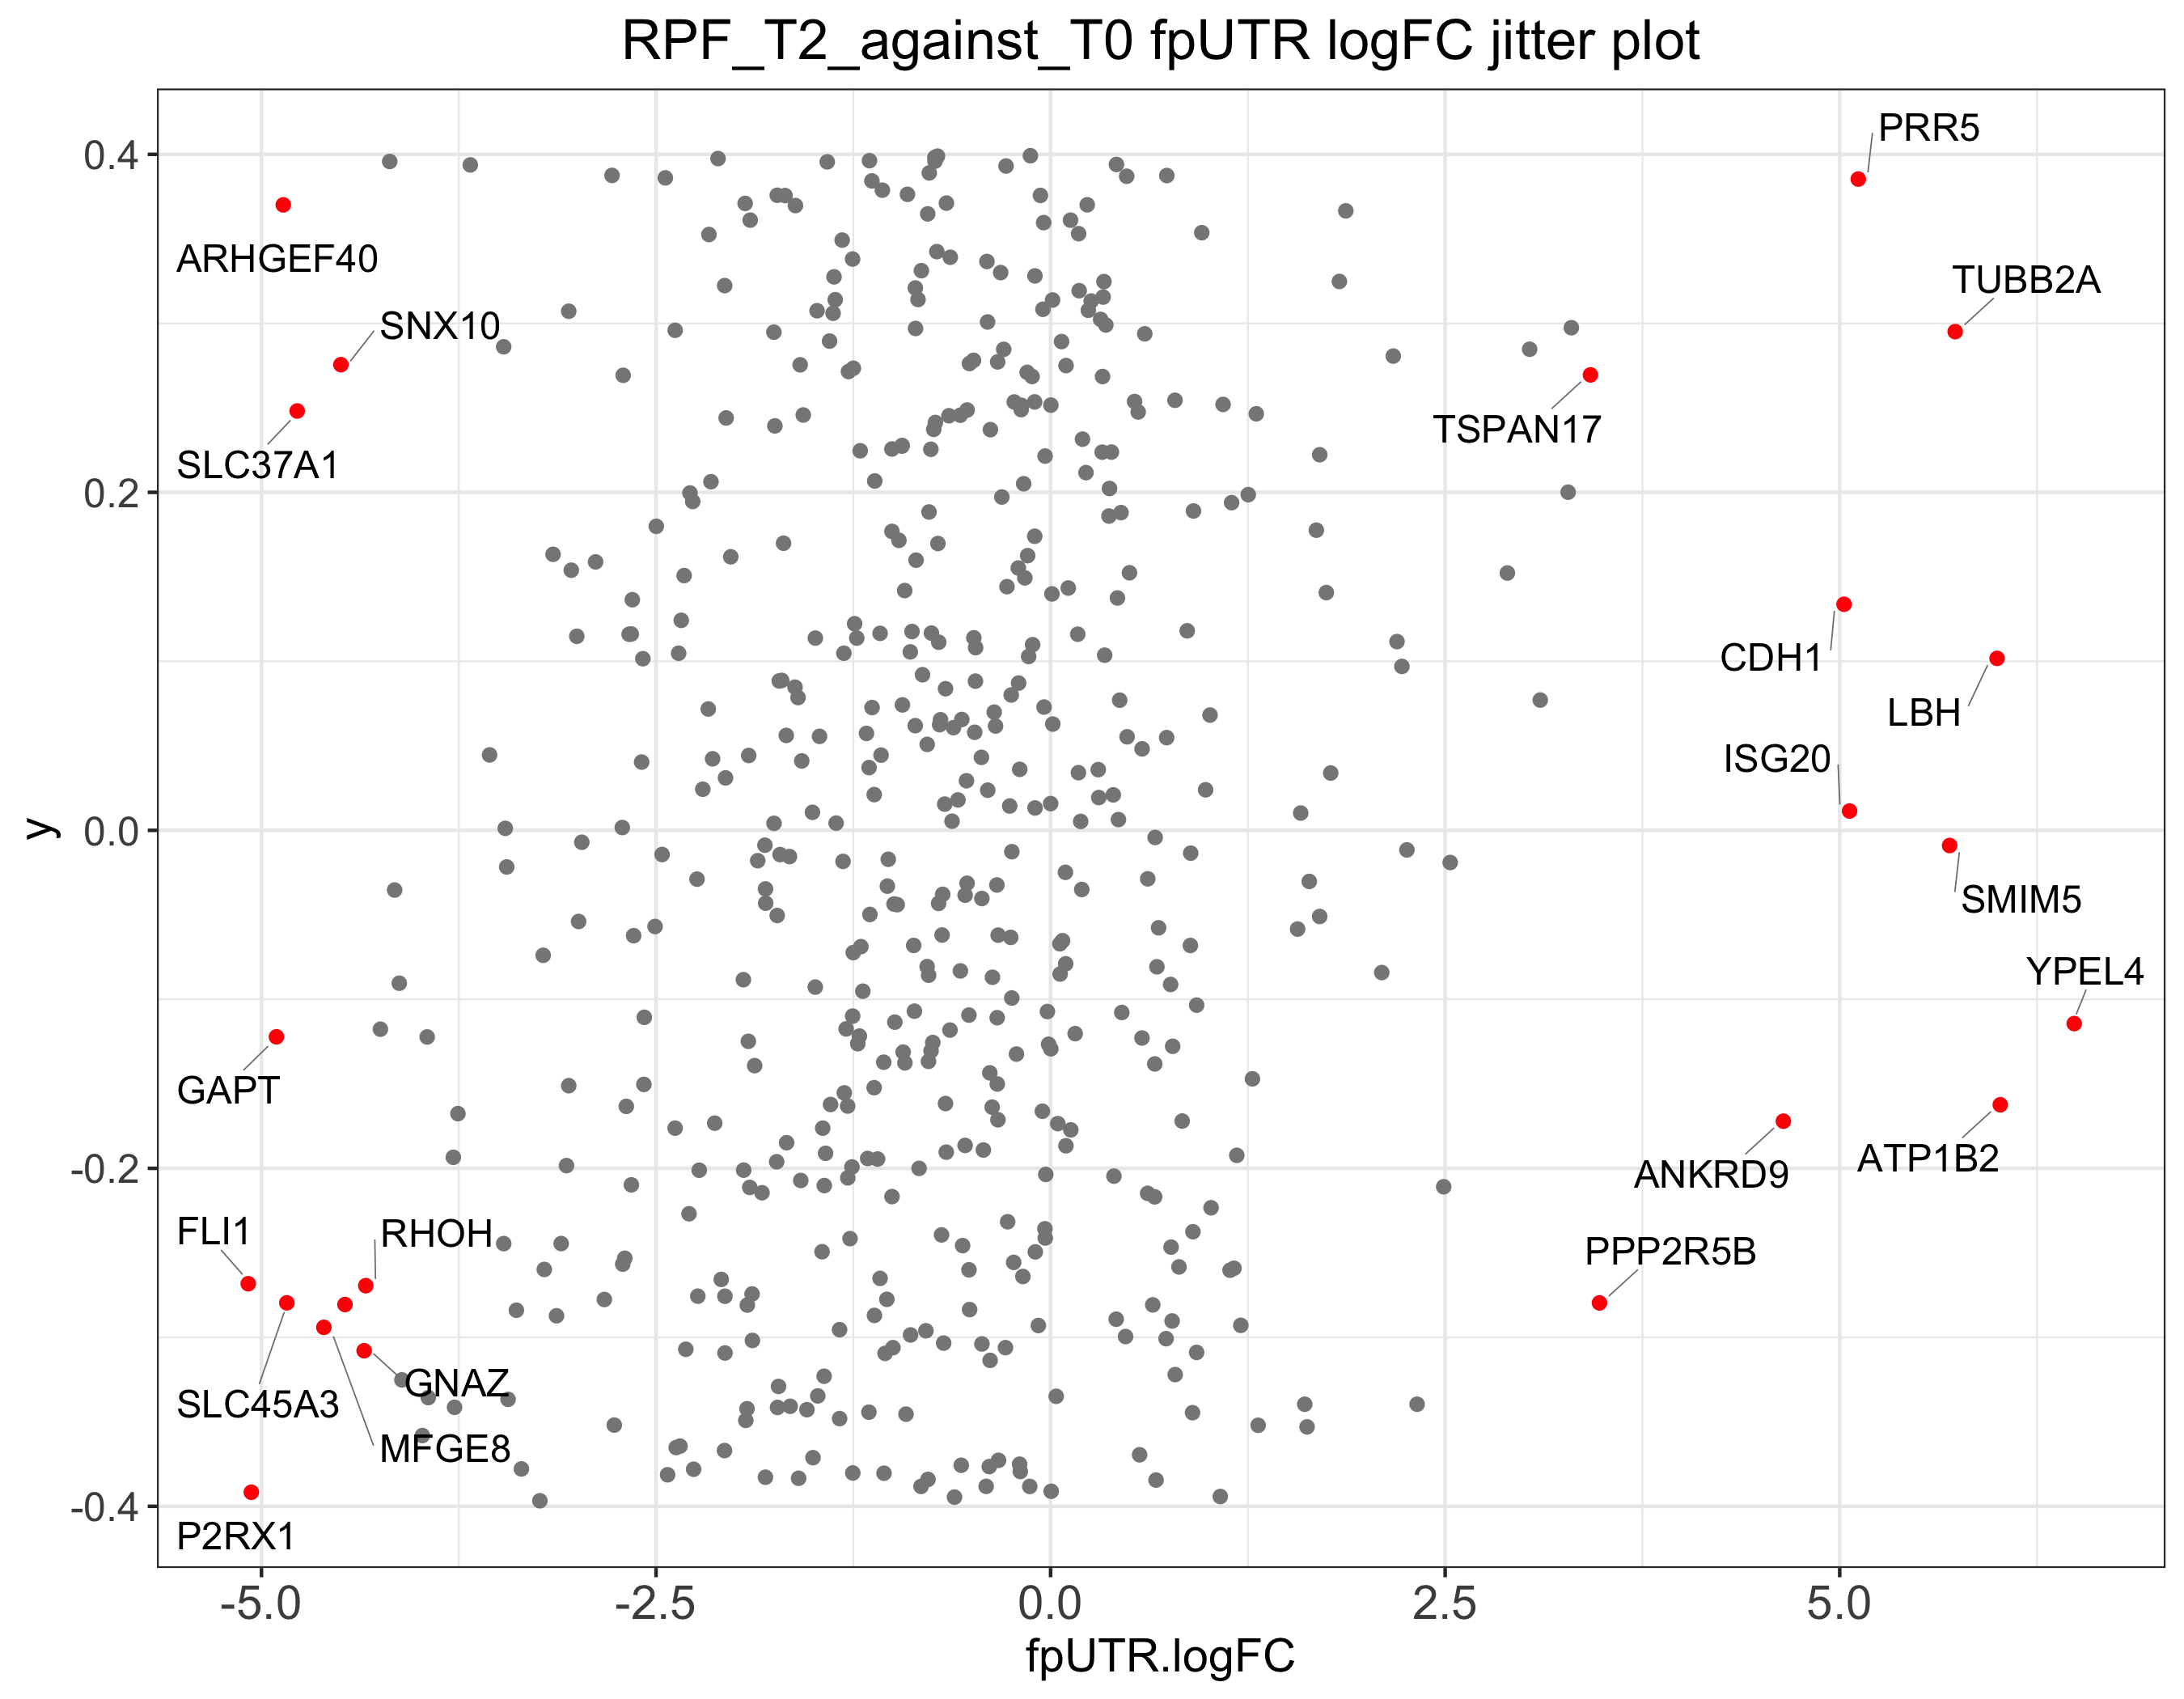 RPF_T2_against_T0 fpUTR logFC jitter plot
PRR5
0.4
ARHGEF40
TUBB2A
SNX10
TSPAN17
SLC37A1
0.2
CDH1
LBH
ISG20
y
0.0
SMIM5
YPEL4
GAPT
ATP1B2
-0.2
ANKRD9
FLI1
RHOH
PPP2R5B
GNAZ
SLC45A3
MFGE8
-0.4
P2RX1
-5.0
-2.5
0.0
2.5
5.0
fpUTR.logFC